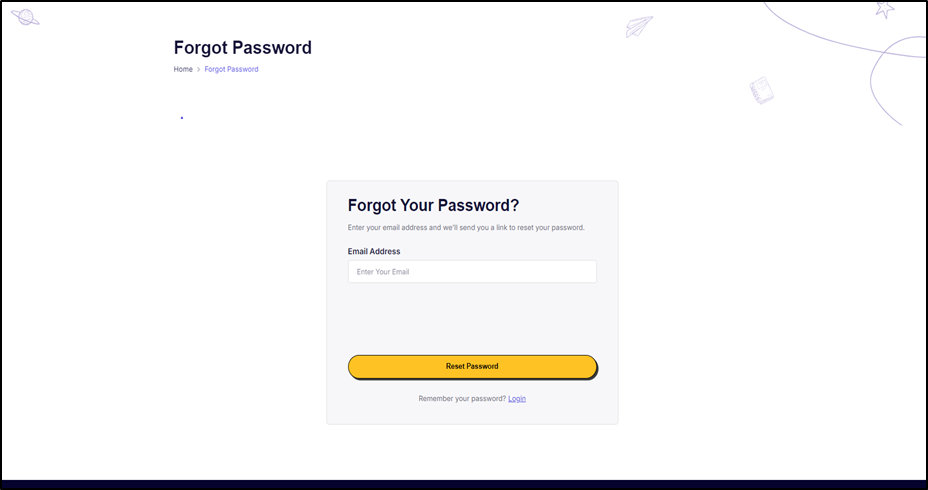 Forgot Password
Home > Forgot Password
Forgot Your Password?
Enter your email address and we'll send you a link to reset your password.
Email Address
Enter Your Email
Reset Password
Remember your password? Login